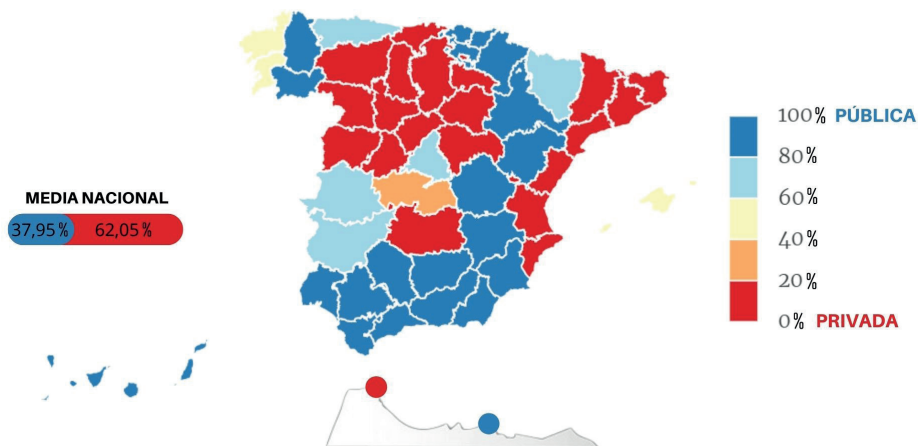 MEDIA NACIONAL
37,95% 62,05%
100% PÚBLICA
80%
60%
40%
20%
0% PRIVADA